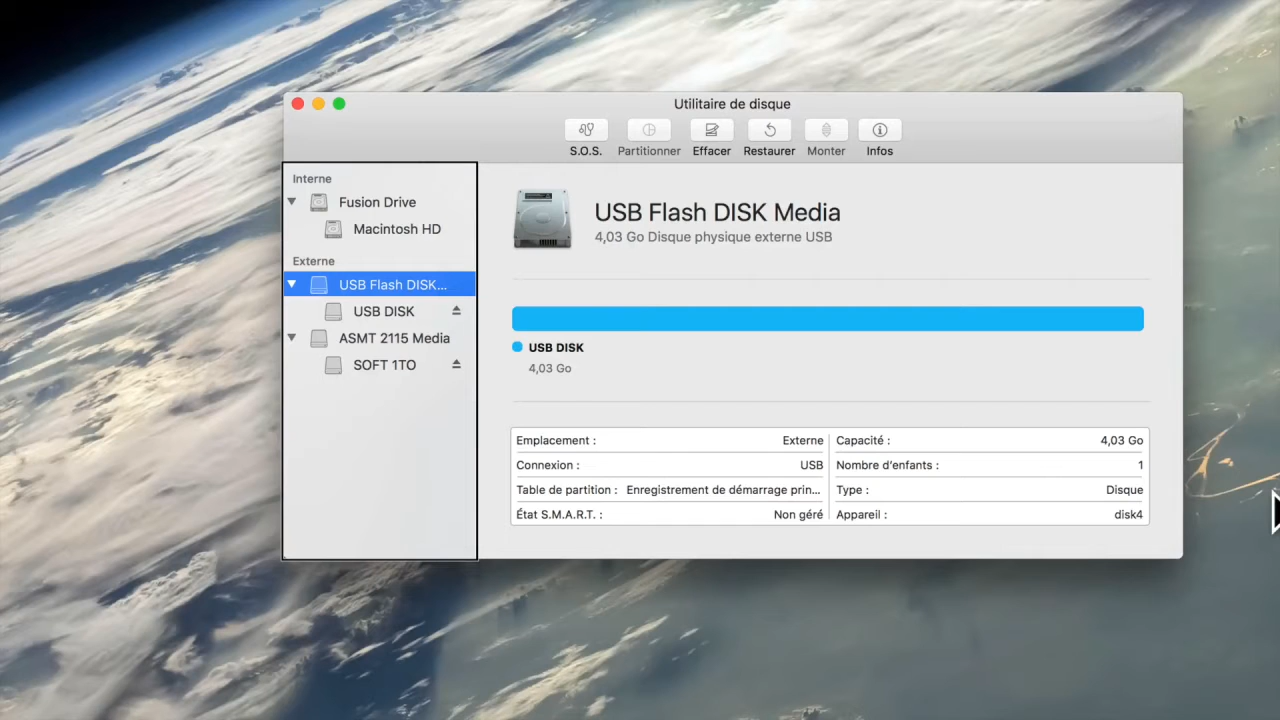 Utilitaire de disque
S.O.S.
Partitionner
Effacer
Restaurer
Monter
Infos
Interne
Fusion Drive
Macintosh HD
Externe
USB Flash DISK...
USB DISK
ASMT 2115 Media
SOFT 1TO
USB Flash DISK Media
4,03 Go Disque physique externe USB
USB DISK
4,03 Go
Emplacement : Externe
Connexion : USB
Table de partition : Enregistrement de démarrage prin...
État S.M.A.R.T. : Non géré
Capacité : 4,03 Go
Nombre d'enfants : 1
Type : Disque
Appareil : disk4